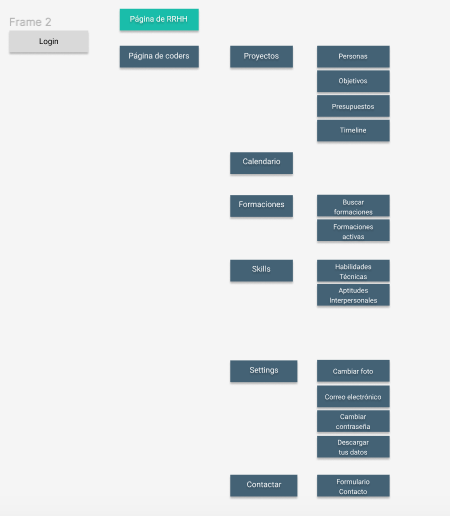 Frame 2
Login
Página de RRHH
Página de coders
Proyectos
Personas
Objetivos
Presupuestos
Timeline
Calendario
Formaciones
Buscar
formaciones
Formaciones
activas
Skills
Habilidades
Técnicas
Aptitudes
Interpersonales
Settings
Cambiar foto
Correo electrónico
Cambiar
contraseña
Descargar
tus datos
Contactar
Formulario
Contacto